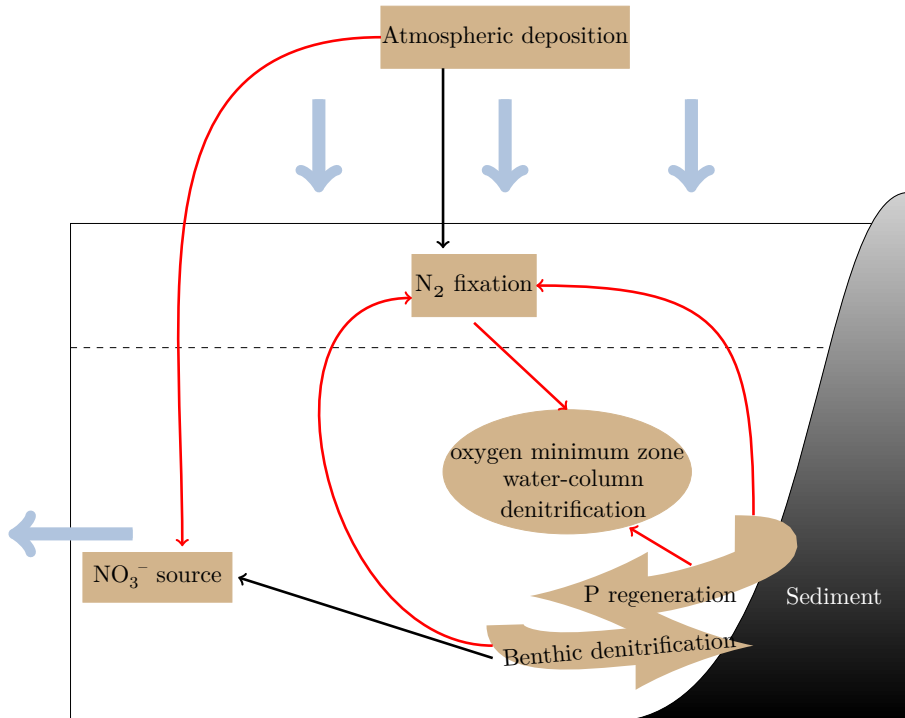 Atmospheric deposition
N₂ fixation
oxygen minimum zone
water-column
denitrification
NO₃⁻ source
P regeneration
Sediment
Benthic denitrification